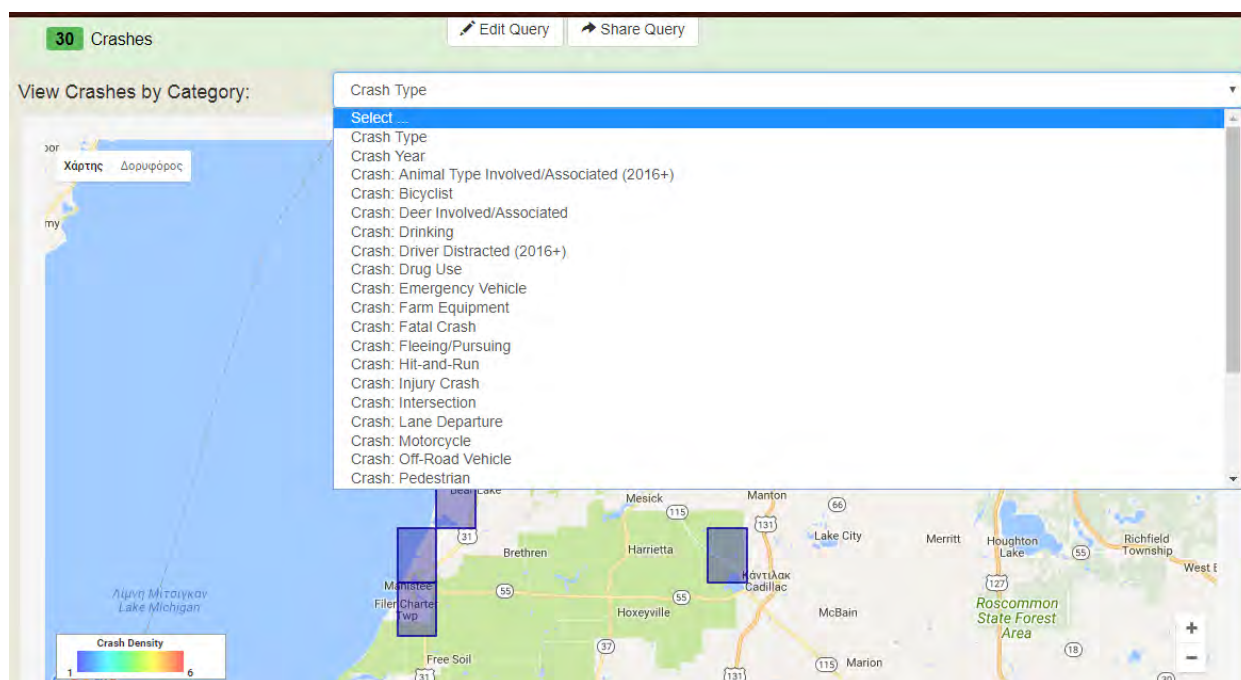 30 Crashes
Edit Query
Share Query
View Crashes by Category:
Crash Type
Select ...
Crash Type
Crash Year
Crash: Animal Type Involved/Associated (2016+)
Crash: Bicyclist
Crash: Deer Involved/Associated
Crash: Drinking
Crash: Driver Distracted (2016+)
Crash: Drug Use
Crash: Emergency Vehicle
Crash: Farm Equipment
Crash: Fatal Crash
Crash: Fleeing/Pursuing
Crash: Hit-and-Run
Crash: Injury Crash
Crash: Intersection
Crash: Lane Departure
Crash: Motorcycle
Crash: Off-Road Vehicle
Crash: Pedestrian
Χάρτης Δορυφόρος
my
Bear Lake
Mesick
115
Manton
131
66
31
Brethren
Harrietta
Lake City
Merritt
Houghton
Lake
55
Richfield
Township
West
Manistee
55
55
Κάντιλακ
Cadillac
127
Λίμνη Μίτσιγκαν
Lake Michigan
Filer Charter
Twp
Hoxeyville
McBain
Roscommon
State Forest
Area
+
−
Crash Density
1
6
37
18
Free Soil
31
131
115
Marion
30